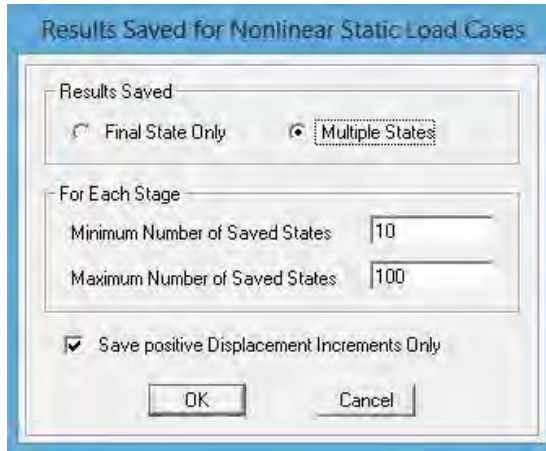 Results Saved for Nonlinear Static Load Cases
Results Saved
Final State Only Multiple States
For Each Stage
Minimum Number of Saved States 10
Maximum Number of Saved States 100
Save positive Displacement Increments Only
OK Cancel